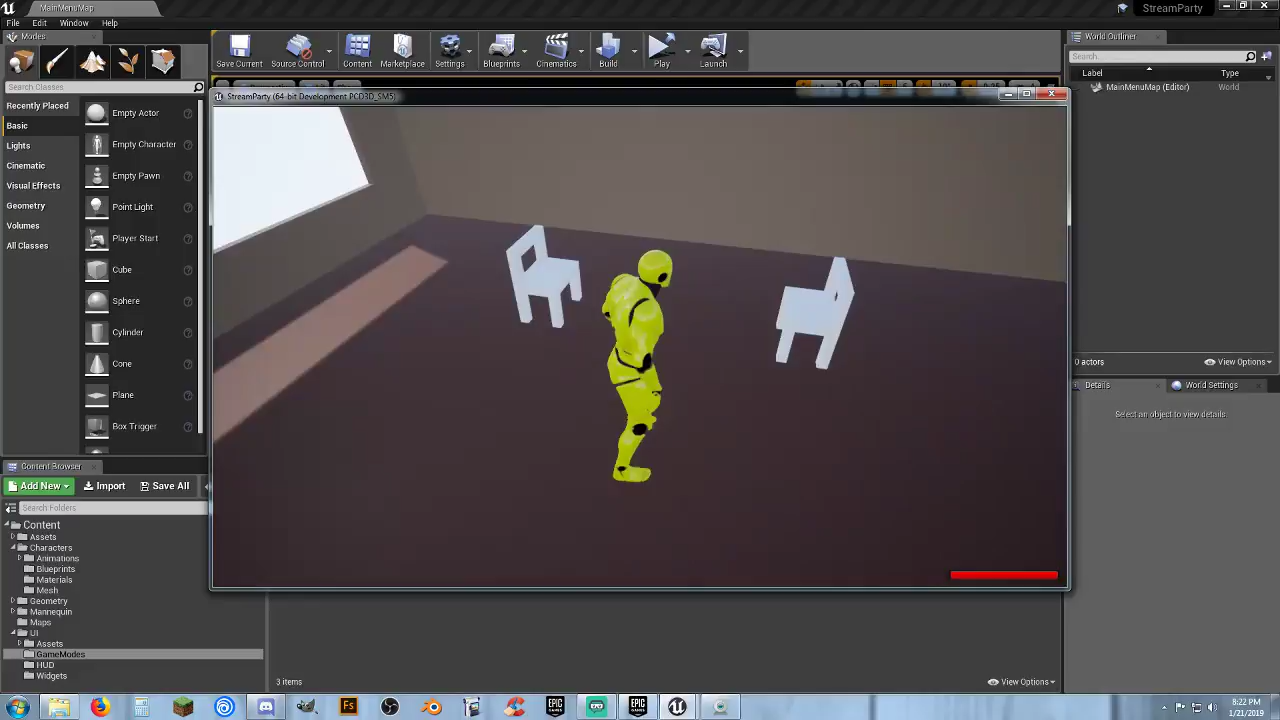 MainMenuMap
StreamParty
File Edit Window Help
Modes
World Outliner
Search Classes
Save Current
Source Control
Content
Marketplace
Settings
Blueprints
Cinematics
Build
Play
Launch
Search...
Label
Type
MainMenuMap (Editor)
World
StreamParty (64-bit Development PCD3D_SM5)
Recently Placed
Basic
Lights
Cinematic
Visual Effects
Geometry
Volumes
All Classes
Empty Actor
Empty Character
Empty Pawn
Point Light
Player Start
Cube
Sphere
Cylinder
Cone
Plane
Box Trigger
0 actors
View Options
Details
World Settings
Select an object to view details.
Content Browser
Add New
Import
Save All
Search Folders
Content
Assets
Characters
Animations
Blueprints
Materials
Mesh
Geometry
Mannequin
Maps
UI
Assets
GameModes
HUD
Widgets
3 items
View Options
Fs
EPIC GAMES
EPIC GAMES
8:22 PM
1/21/2019